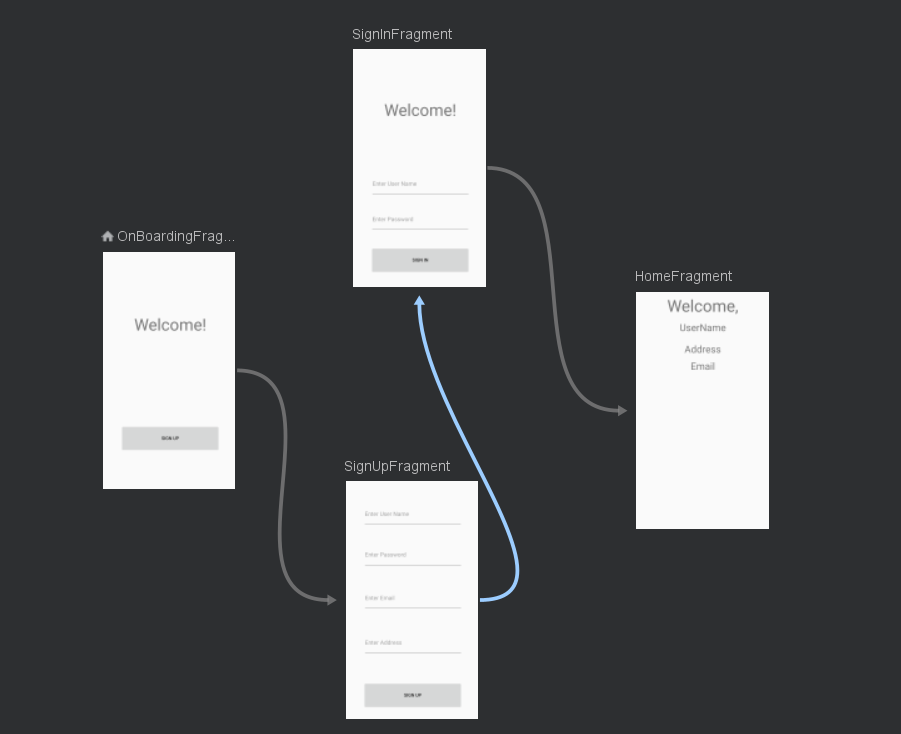 SignInFragment
Welcome!
Enter User Name
Enter Password
SIGN IN
OnBoardingFrag...
Welcome!
SIGN UP
HomeFragment
Welcome,
UserName
Address
Email
SignUpFragment
Enter User Name
Enter Password
Enter Email
Enter Address
SIGN UP